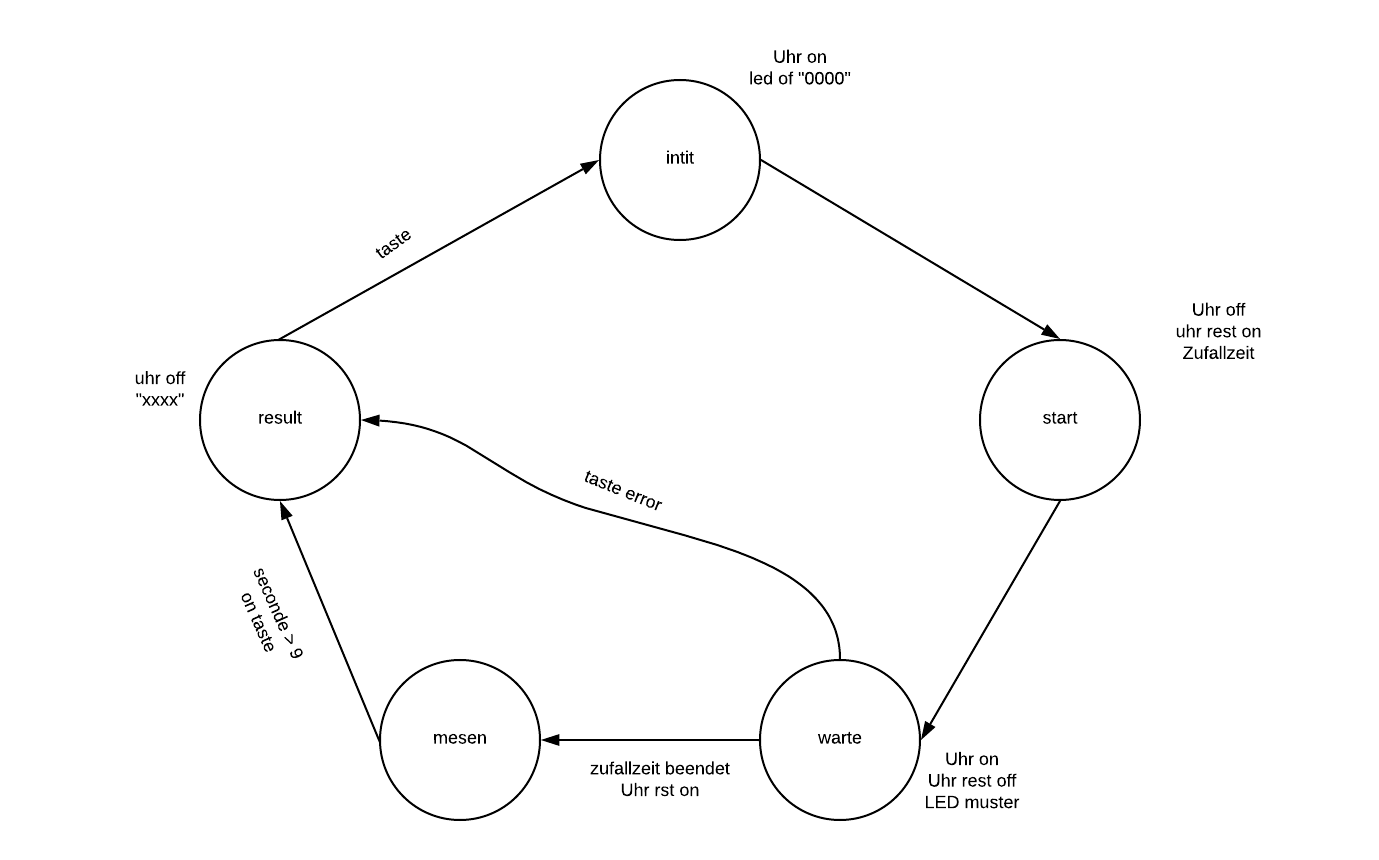 Uhr on
led of "0000"
intit
taste
Uhr off
uhr rest on
Zufallzeit
uhr off
"xxxx"
result
start
taste error
seconde > 9
on taste
mesen
warte
zufallzeit beendet
Uhr rst on
Uhr on
Uhr rest off
LED muster